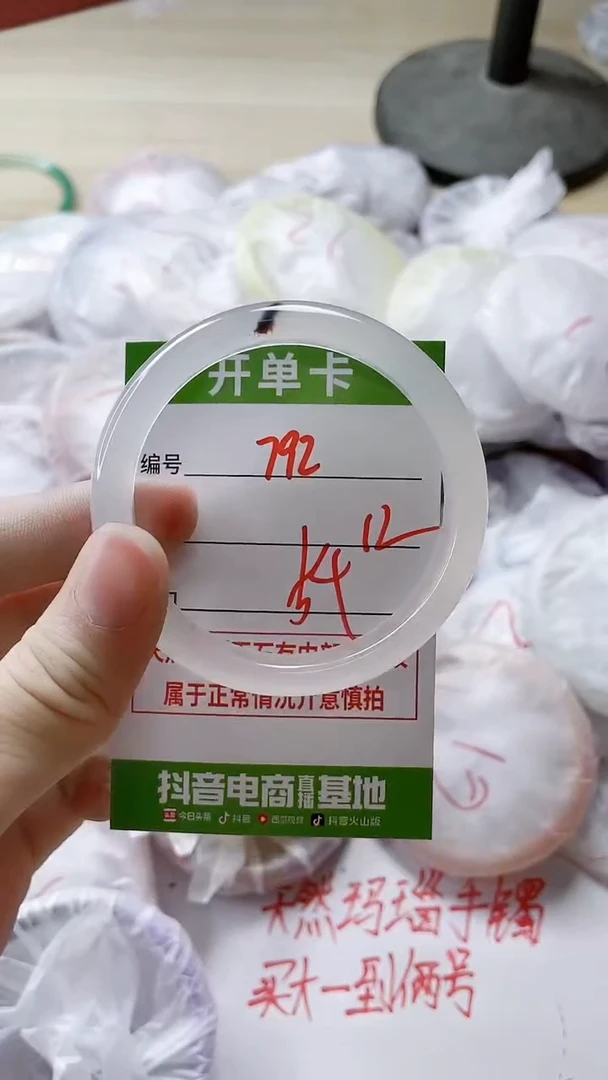 开单卡
编号 792
12
属于正常情况介意慎拍
抖音电商直播基地
今日头条 抖音 西瓜视频 抖音火山版
天然玛瑙手镯
买大一到俩号